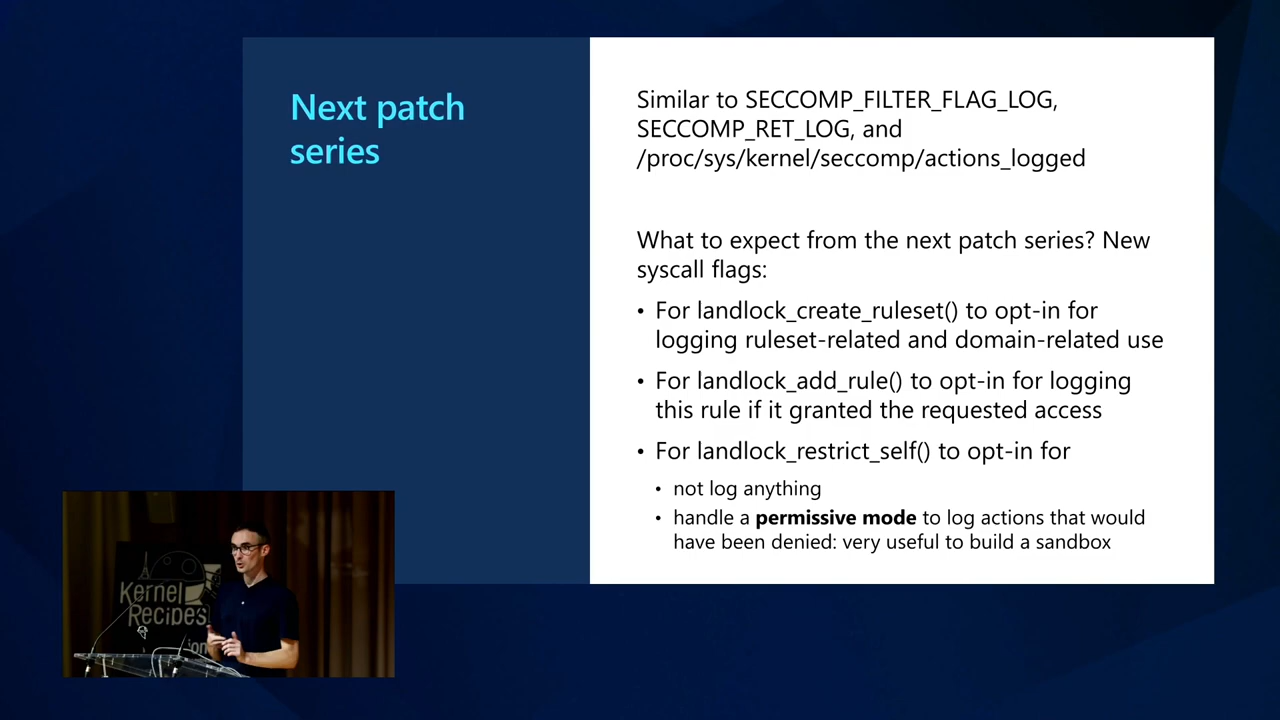 Next patch
series
Similar to SECCOMP_FILTER_FLAG_LOG,
SECCOMP_RET_LOG, and
/proc/sys/kernel/seccomp/actions_logged
What to expect from the next patch series? New
syscall flags:
• For landlock_create_ruleset() to opt-in for
logging ruleset-related and domain-related use
• For landlock_add_rule() to opt-in for logging
this rule if it granted the requested access
• For landlock_restrict_self() to opt-in for
• not log anything
• handle a permissive mode to log actions that would
have been denied: very useful to build a sandbox
Kernel
Recipes